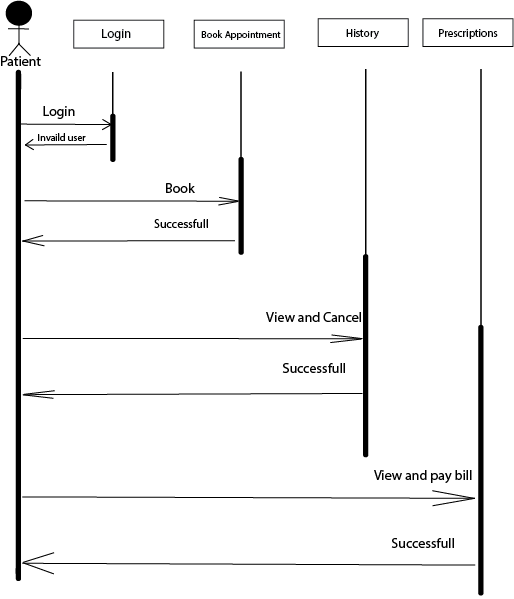 Login
Book Appointment
History
Prescriptions
Patient
Login
Invaild user
Book
Successfull
View and Cancel
Successfull
View and pay bill
Successfull